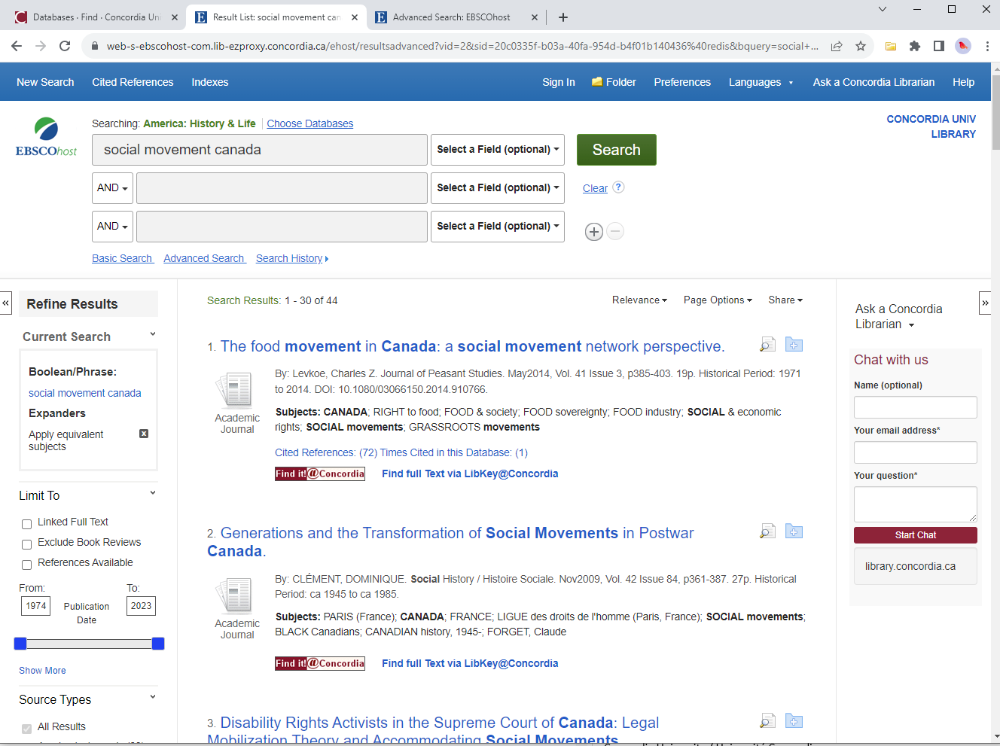 Databases · Find · Concordia Uni
Result List: social movement can
Advanced Search: EBSCOhost
web-s-ebscohost-com.lib-ezproxy.concordia.ca/ehost/resultsadvanced?vid=2&sid=20c0335f-b03a-40fa-954d-b4f01b140436%40redis&bquery=social+...
New Search Cited References Indexes Sign In Folder Preferences Languages Ask a Concordia Librarian Help
EBSCOhost
Searching: America: History & Life Choose Databases
CONCORDIA UNIV
LIBRARY
social movement canada Select a Field (optional) Search
AND Select a Field (optional) Clear ?
AND Select a Field (optional)
Basic Search Advanced Search Search History
Refine Results
Current Search
Boolean/Phrase:
social movement canada
Expanders
Apply equivalent
subjects
Limit To
Linked Full Text
Exclude Book Reviews
References Available
From: To:
1974 Publication 2023
Date
Show More
Source Types
All Results
Search Results: 1 - 30 of 44 Relevance Page Options Share
1. The food movement in Canada: a social movement network perspective.
Academic
Journal
By: Levkoe, Charles Z. Journal of Peasant Studies. May2014, Vol. 41 Issue 3, p385-403. 19p. Historical Period: 1971
to 2014. DOI: 10.1080/03066150.2014.910766.
Subjects: CANADA; RIGHT to food; FOOD & society; FOOD sovereignty; FOOD industry; SOCIAL & economic
rights; SOCIAL movements; GRASSROOTS movements
Cited References: (72) Times Cited in this Database: (1)
Find it!@Concordia Find full Text via LibKey@Concordia
2. Generations and the Transformation of Social Movements in Postwar
Canada.
Academic
Journal
By: CLÉMENT, DOMINIQUE. Social History / Histoire Sociale. Nov2009, Vol. 42 Issue 84, p361-387. 27p. Historical
Period: ca 1945 to ca 1985.
Subjects: PARIS (France); CANADA; FRANCE; LIGUE des droits de l'homme (Paris, France); SOCIAL movements;
BLACK Canadians; CANADIAN history, 1945-; FORGET, Claude
Find it!@Concordia Find full Text via LibKey@Concordia
3. Disability Rights Activists in the Supreme Court of Canada: Legal
Mobilization Theory and Accommodating Social Movements
Ask a Concordia
Librarian
Chat with us
Name (optional)
Your email address*
Your question*
Start Chat
library.concordia.ca